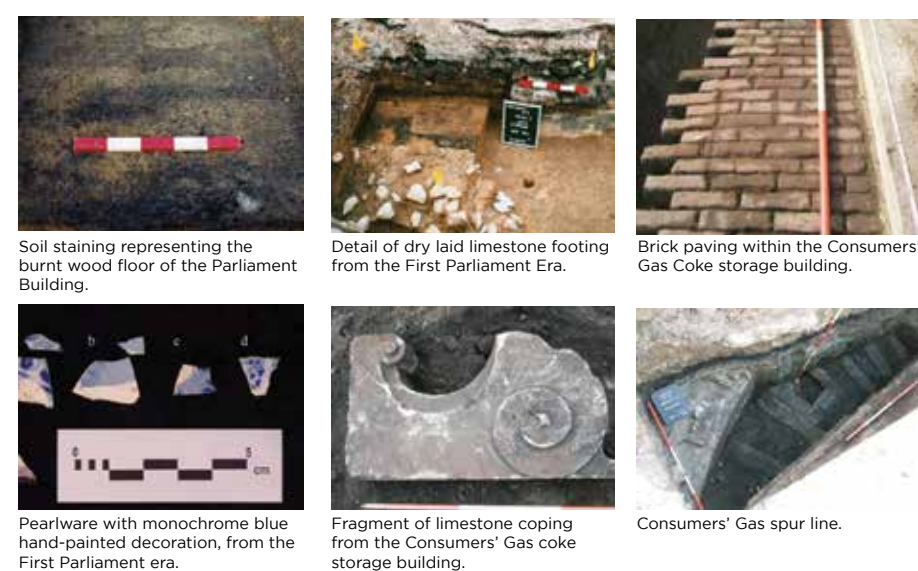 Soil staining representing the
burnt wood floor of the Parliament
Building.
Detail of dry laid limestone footing
from the First Parliament Era.
Brick paving within the Consumers'
Gas Coke storage building.
b
c
d
0
5
cm
Pearlware with monochrome blue
hand-painted decoration, from the
First Parliament era.
Fragment of limestone coping
from the Consumers' Gas coke
storage building.
Consumers' Gas spur line.